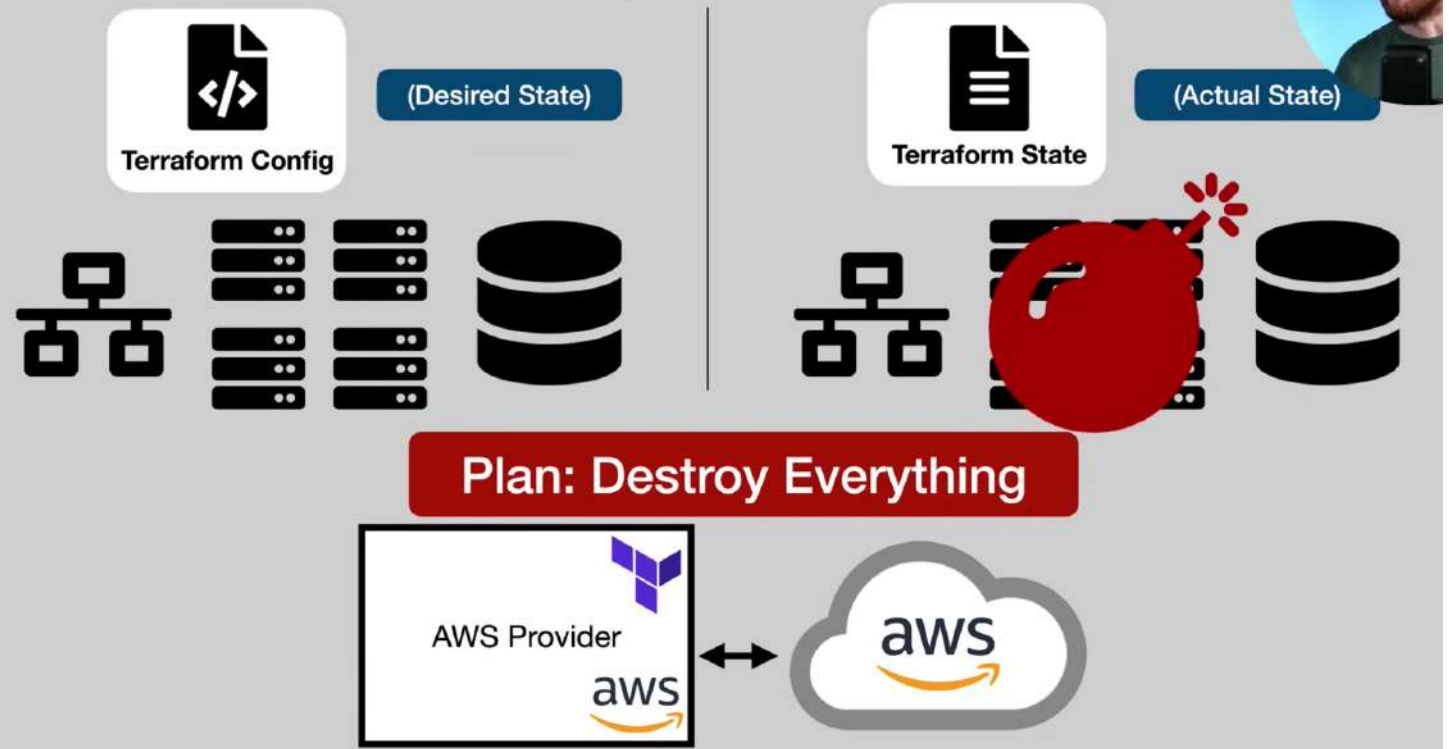 (Desired State)
Terraform Config
(Actual State)
Terraform State
Plan: Destroy Everything
AWS Provider
aws
aws